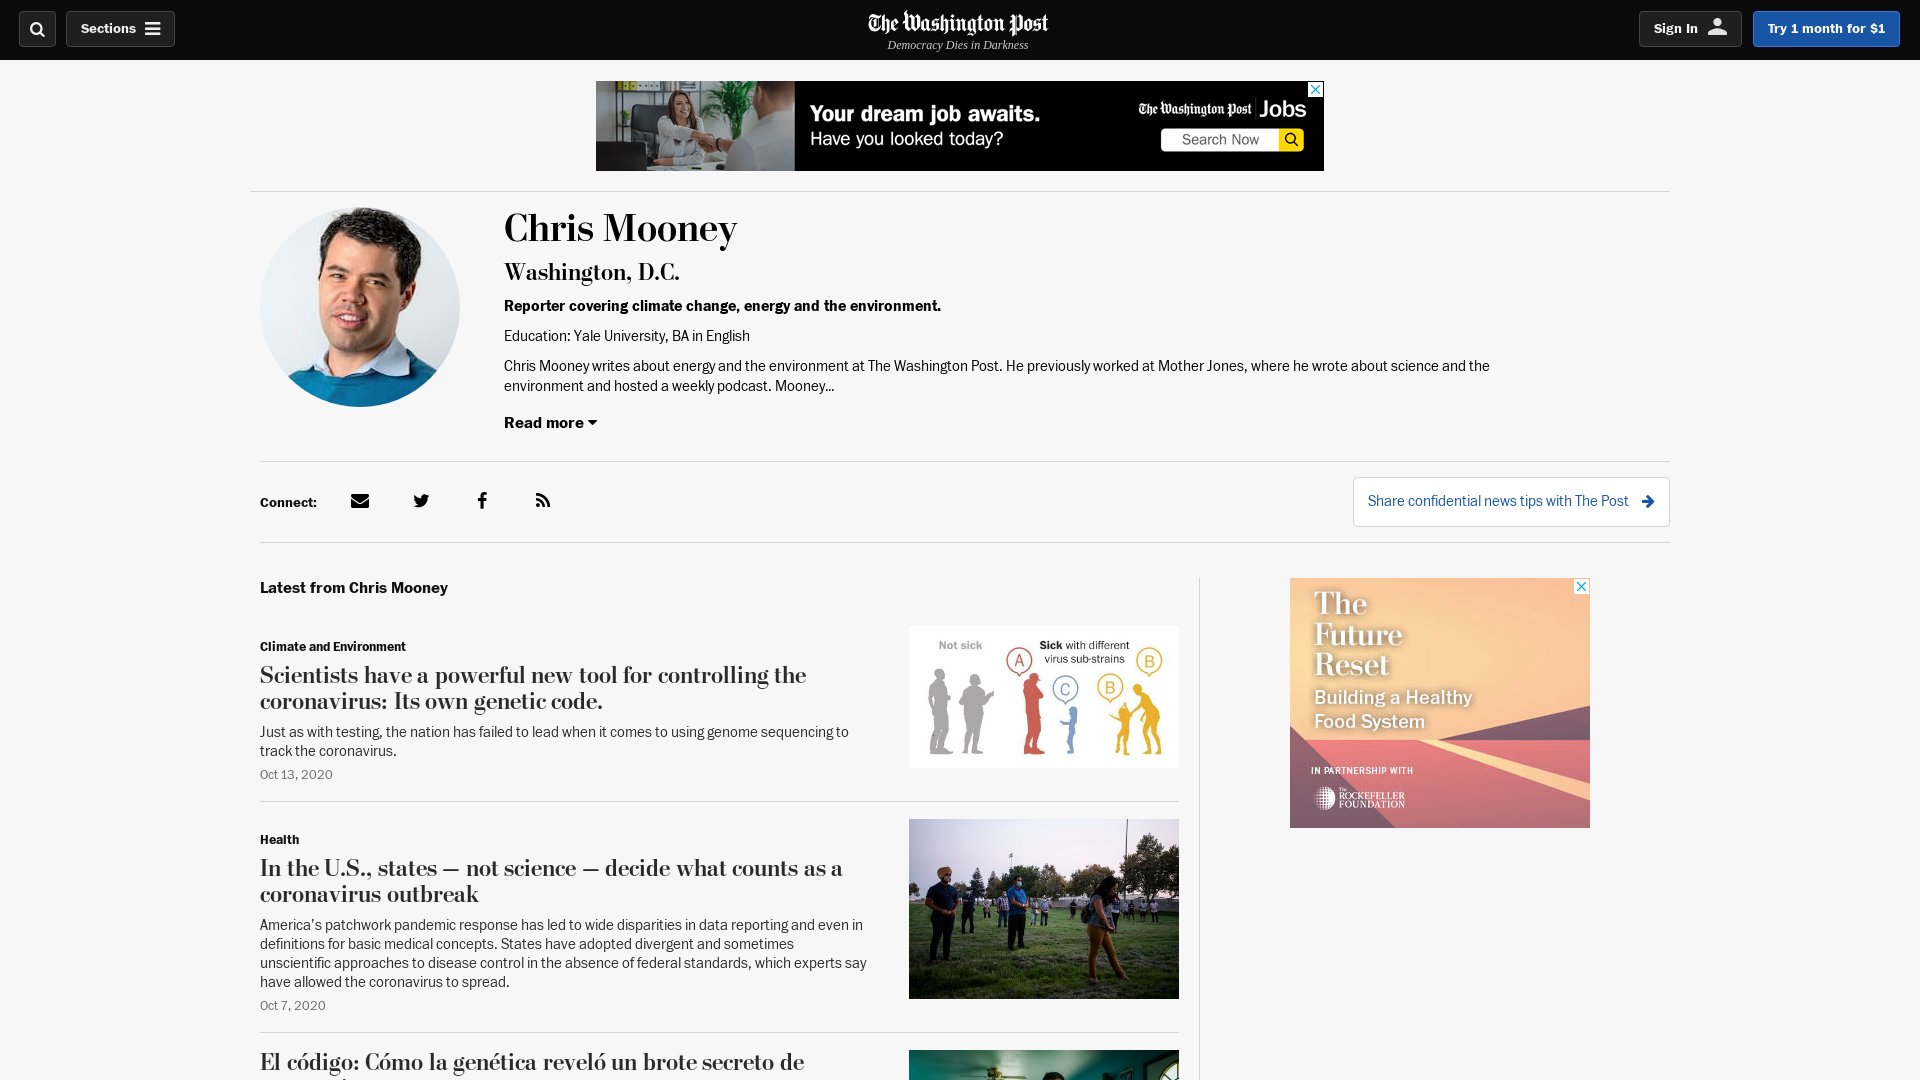 Sections
The Washington Post
Democracy Dies in Darkness
Sign In
Try 1 month for $1
Your dream job awaits.
Have you looked today?
The Washington Post Jobs
Search Now
Chris Mooney
Washington, D.C.
Reporter covering climate change, energy and the environment.
Education: Yale University, BA in English
Chris Mooney writes about energy and the environment at The Washington Post. He previously worked at Mother Jones, where he wrote about science and the
environment and hosted a weekly podcast. Mooney...
Read more
Connect:
Share confidential news tips with The Post
Latest from Chris Mooney
Climate and Environment
Scientists have a powerful new tool for controlling the
coronavirus: Its own genetic code.
Just as with testing, the nation has failed to lead when it comes to using genome sequencing to
track the coronavirus.
Oct 13, 2020
Not sick
Sick with different
virus sub-strains
A
B
C
B
The
Future
Reset
Building a Healthy
Food System
IN PARTNERSHIP WITH
The
ROCKEFELLER
FOUNDATION
Health
In the U.S., states — not science — decide what counts as a
coronavirus outbreak
America’s patchwork pandemic response has led to wide disparities in data reporting and even in
definitions for basic medical concepts. States have adopted divergent and sometimes
unscientific approaches to disease control in the absence of federal standards, which experts say
have allowed the coronavirus to spread.
Oct 7, 2020
El código: Cómo la genética reveló un brote secreto de